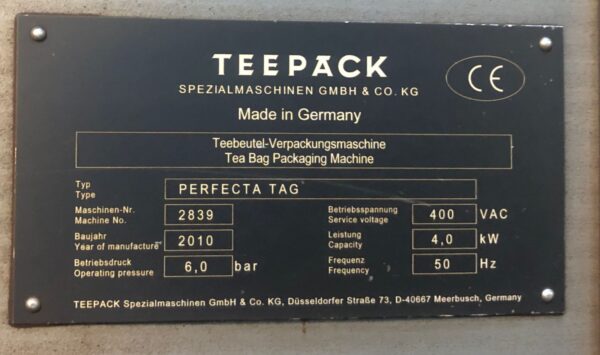 TEEPACK
SPEZIALMASCHINEN GMBH & CO. KG
CE
Made in Germany
Teebeutel-Verpackungsmaschine
Tea Bag Packaging Machine
Typ
Type
PERFECTA TAG
Maschinen-Nr.
Machine No.
2839
Betriebsspannung
Service voltage
400 VAC
Baujahr
Year of manufacture
2010
Leistung
Capacity
4,0 kW
Betriebsdruck
Operating pressure
6,0 bar
Frequenz
Frequency
50 Hz
TEEPACK Spezialmaschinen GmbH & Co. KG, Düsseldorfer Straße 73, D-40667 Meerbusch, Germany